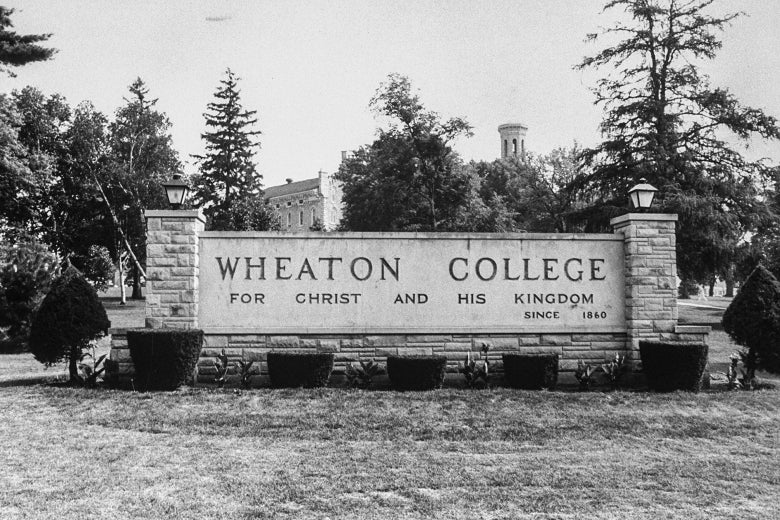 WHEATON COLLEGE
FOR CHRIST AND HIS KINGDOM
SINCE 1860